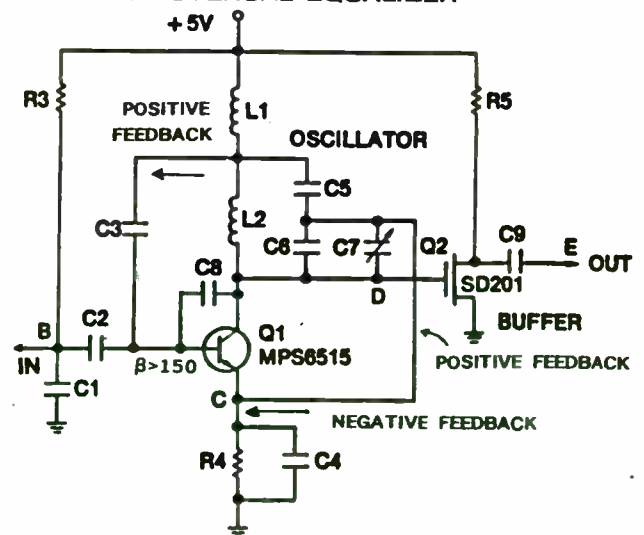 +5V
R3
POSITIVE
FEEDBACK
L1
R5
OSCILLATOR
C5
C3
L2
C6
C7
Q2
C9
E
OUT
C8
D
SD201
BUFFER
B
C2
Q1
MPS6515
IN
C1
β>150
POSITIVE FEEDBACK
C
NEGATIVE FEEDBACK
R4
C4